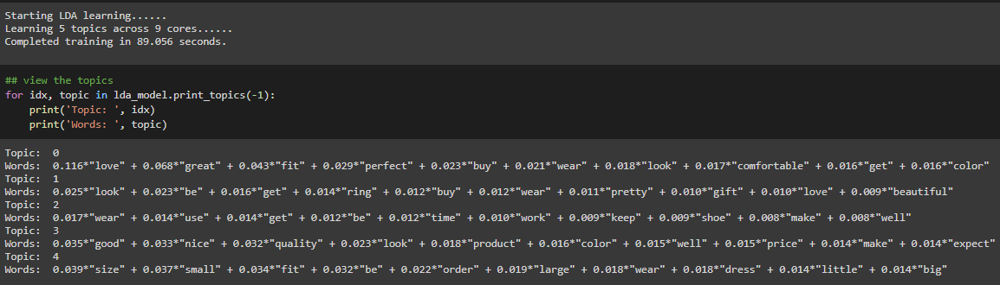 Starting LDA learning......
Learning 5 topics across 9 cores......
Completed training in 89.056 seconds.
## view the topics
for idx, topic in lda_model.print_topics(-1):
    print('Topic: ', idx)
    print('Words: ', topic)
Topic:  0
Words:  0.116*"love" + 0.068*"great" + 0.043*"fit" + 0.029*"perfect" + 0.023*"buy" + 0.021*"wear" + 0.018*"look" + 0.017*"comfortable" + 0.016*"get" + 0.016*"color"
Topic:  1
Words:  0.025*"look" + 0.023*"be" + 0.016*"get" + 0.014*"ring" + 0.012*"buy" + 0.012*"wear" + 0.011*"pretty" + 0.010*"gift" + 0.010*"love" + 0.009*"beautiful"
Topic:  2
Words:  0.017*"wear" + 0.014*"use" + 0.014*"get" + 0.012*"be" + 0.012*"time" + 0.010*"work" + 0.009*"keep" + 0.009*"shoe" + 0.008*"make" + 0.008*"well"
Topic:  3
Words:  0.035*"good" + 0.033*"nice" + 0.032*"quality" + 0.023*"look" + 0.018*"product" + 0.016*"color" + 0.015*"well" + 0.015*"price" + 0.014*"make" + 0.014*"expect"
Topic:  4
Words:  0.039*"size" + 0.037*"small" + 0.034*"fit" + 0.032*"be" + 0.022*"order" + 0.019*"large" + 0.018*"wear" + 0.018*"dress" + 0.014*"little" + 0.014*"big"